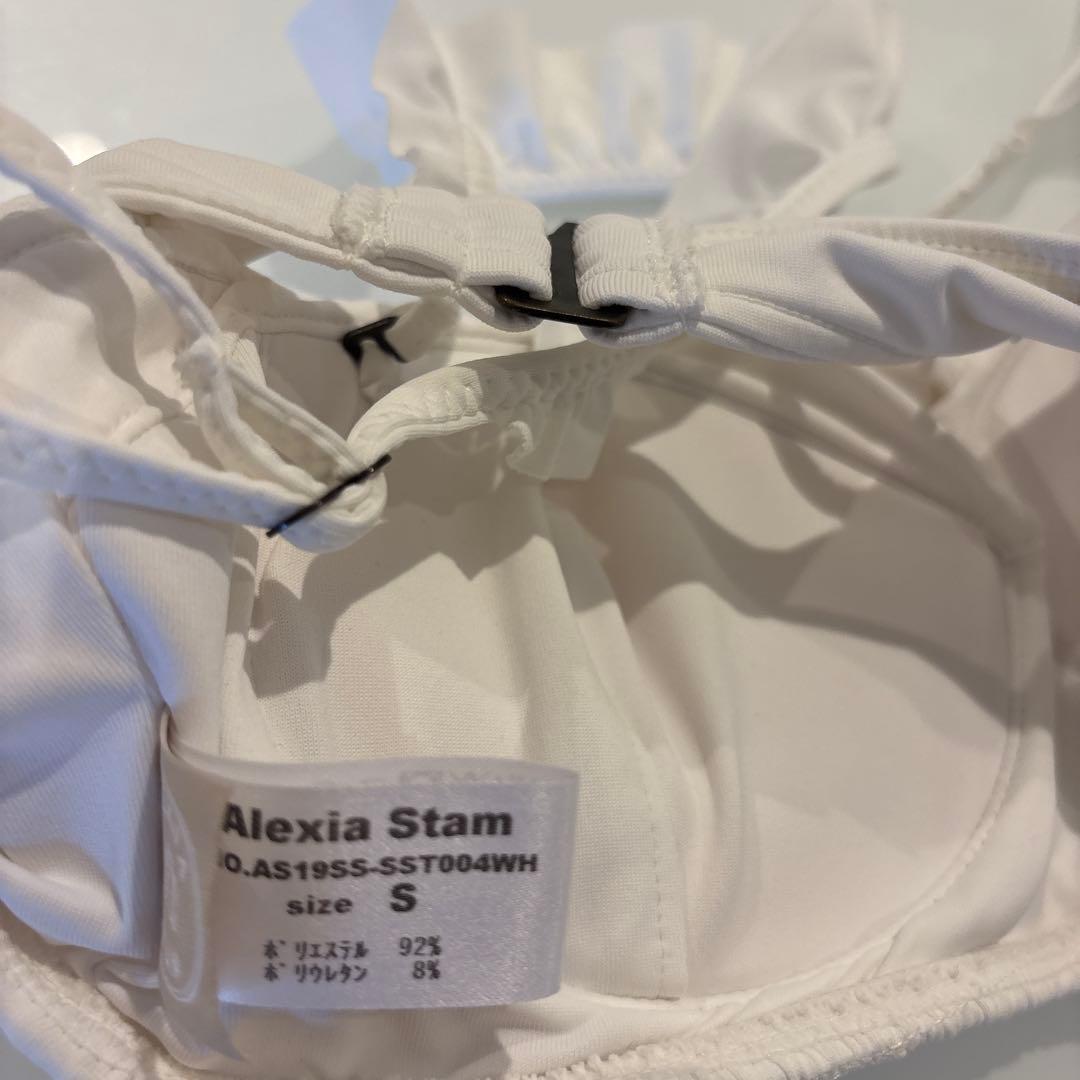 Alexia Stam
NO.AS19SS-SST004WH
size S
ポリエステル 92%
ポリウレタン 8%